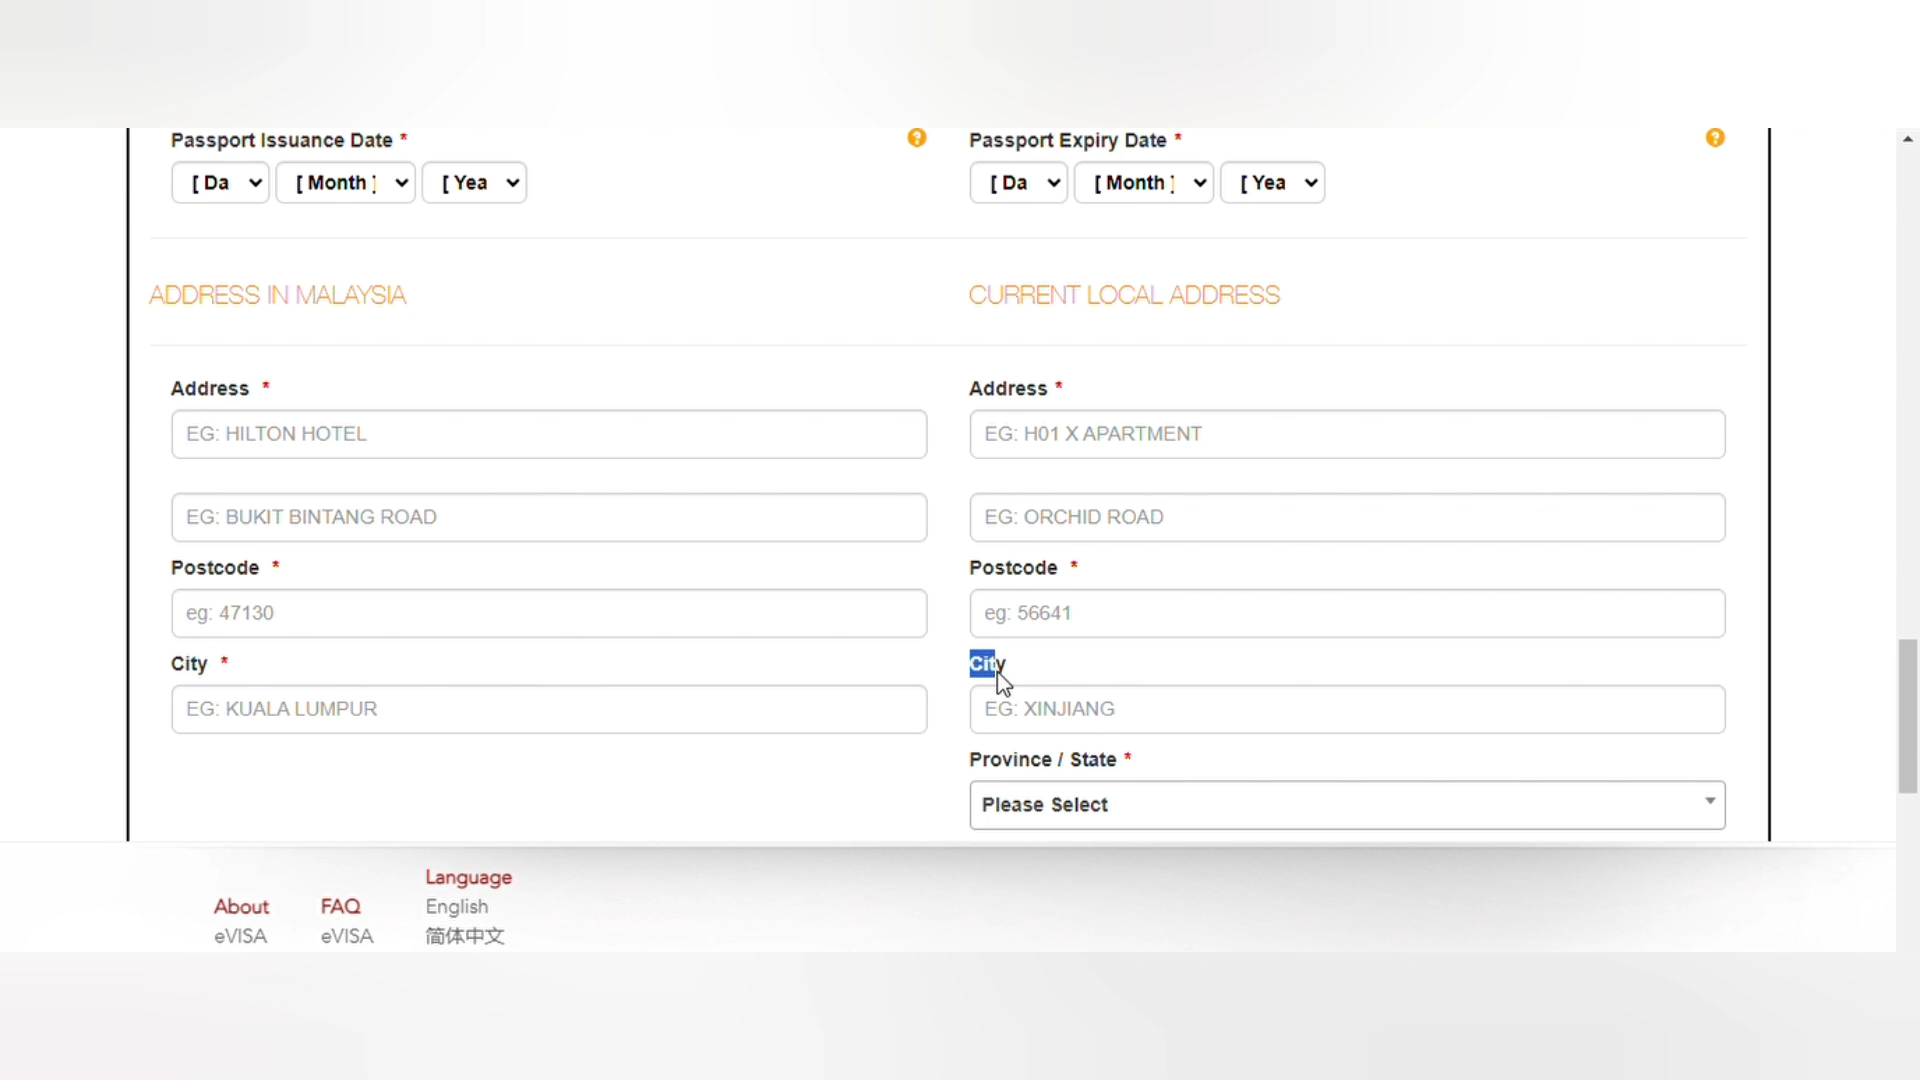 Passport Issuance Date *
Passport Expiry Date *
[ Da
[ Month ]
[ Yea
[ Da
[ Month ]
[ Yea
ADDRESS IN MALAYSIA
CURRENT LOCAL ADDRESS
Address *
Address *
EG: HILTON HOTEL
EG: H01 X APARTMENT
EG: BUKIT BINTANG ROAD
EG: ORCHID ROAD
Postcode *
Postcode *
eg: 47130
eg: 56641
City *
City
EG: KUALA LUMPUR
EG: XINJIANG
Province / State *
Please Select
Language
About
FAQ
English
eVISA
eVISA
简体中文